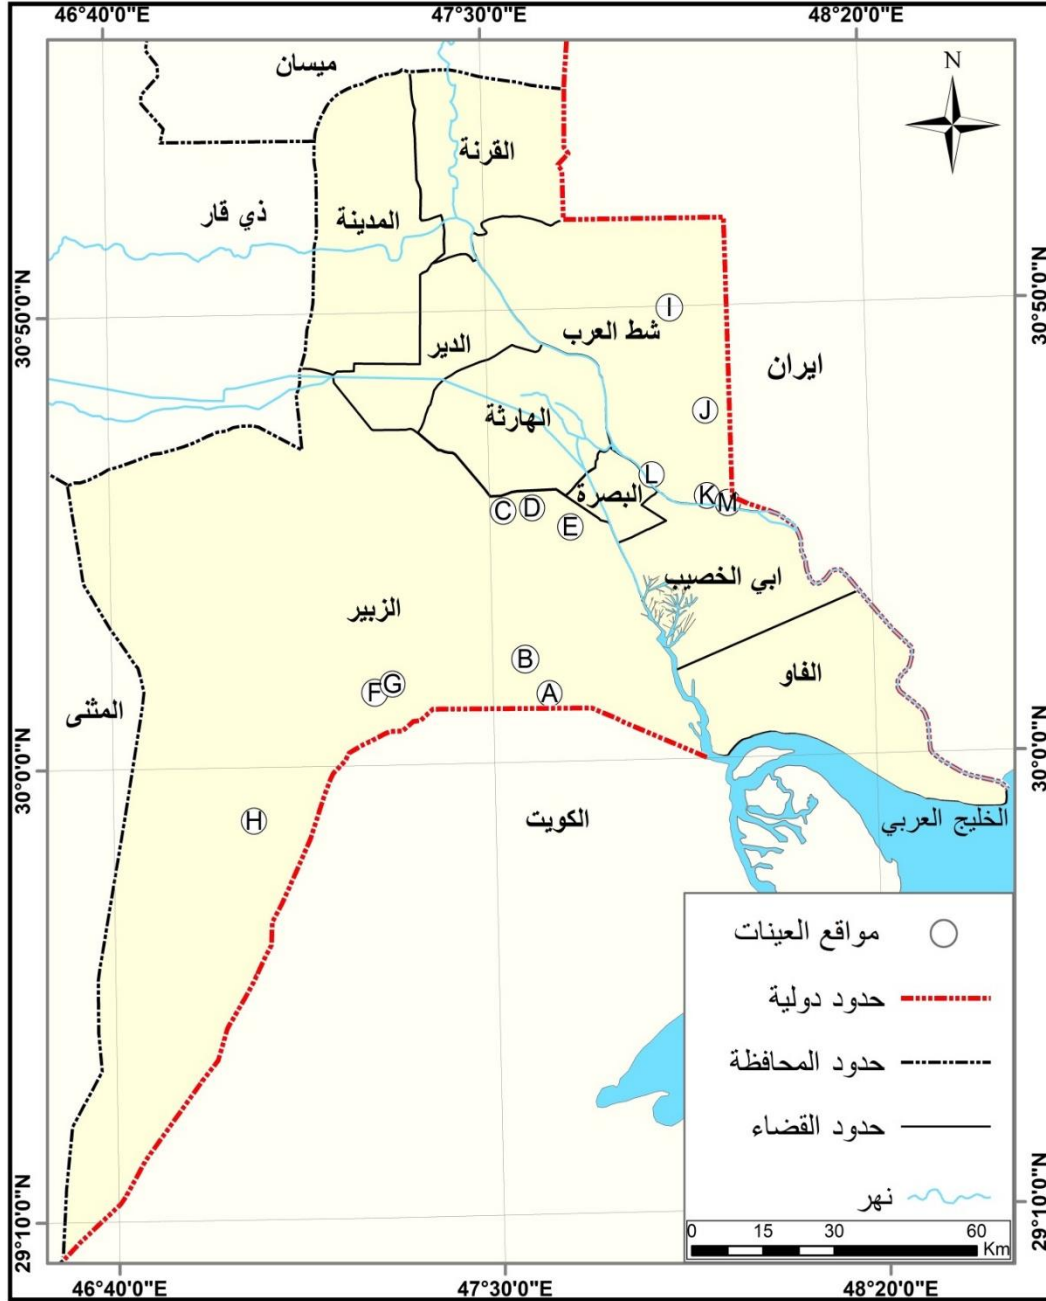 46°40'0"E 47°30'0"E 48°20'0"E
N
ميسان
القرنة
ذي قار
المدينة
30°50'0"N
30°50'0"N
I
شط العرب
الدير
ايران
J
الهارثة
L
البصرة
K
M
C
D
E
ابي الخصيب
الزبير
B
الفاو
F
G
A
المثنى
30°0'0"N
30°0'0"N
H
الكويت
الخليج العربي
مواقع العينات
حدود دولية
حدود المحافظة
حدود القضاء
نهر
0 15 30 60
Km
29°10'0"N
29°10'0"N
46°40'0"E 47°30'0"E 48°20'0"E